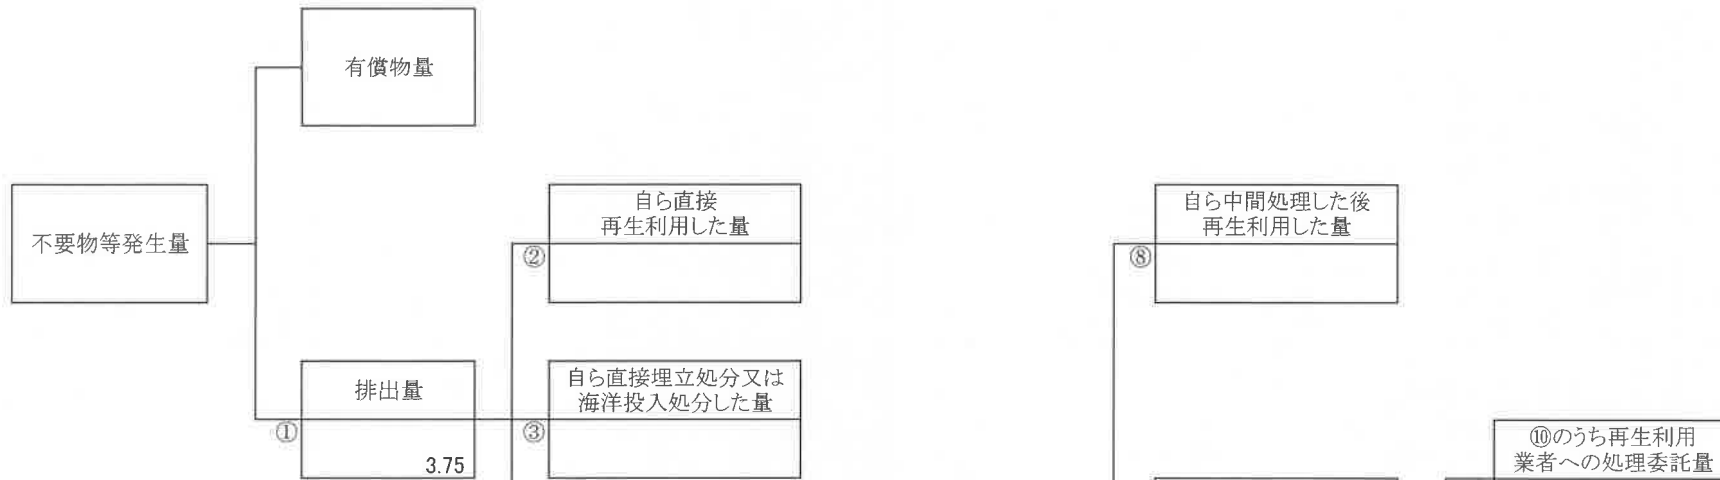 有償物量
不要物等発生量
自ら直接
再生利用した量
②
自ら中間処理した後
再生利用した量
⑧
排出量
①
3.75
自ら直接埋立処分又は
海洋投入処分した量
③
⑩のうち再生利用
業者への処理委託量